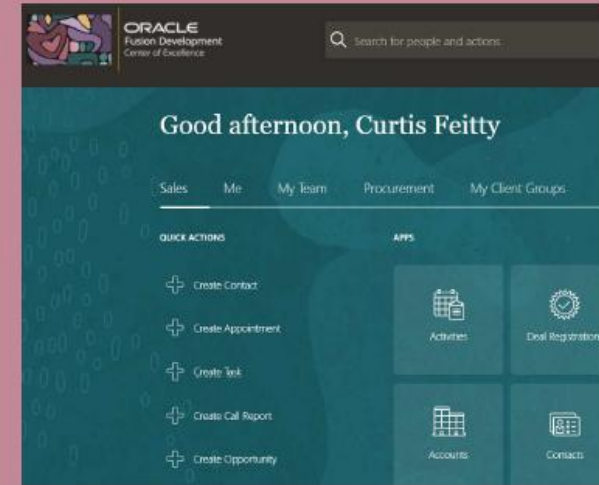 ORACLE
Fusion Development
Center of Excellence
Search for people and actions
Good afternoon, Curtis Feitty
Sales Me My Team Procurement My Client Groups
QUICK ACTIONS
Create Contact
Create Appointment
Create Task
Create Call Report
Create Opportunity
APPS
Activities
Deal Registration
Accounts
Contacts